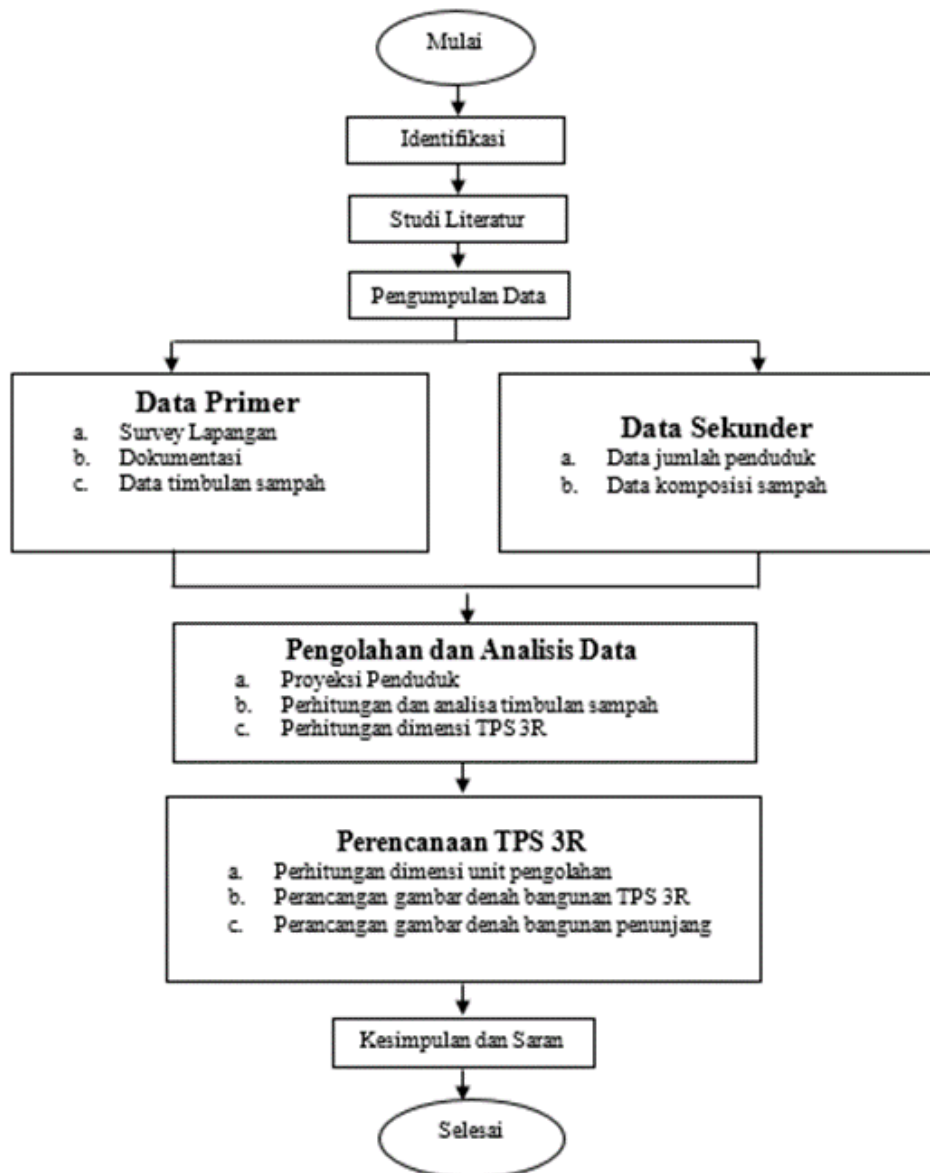 Mulai
Identifikasi
Studi Literatur
Pengumpulan Data
Data Primer
a. Survey Lapangan
b. Dokumentasi
c. Data timbulan sampah
Data Sekunder
a. Data jumlah penduduk
b. Data komposisi sampah
Pengolahan dan Analisis Data
a. Proyeksi Penduduk
b. Perhitungan dan analisa timbulan sampah
c. Perhitungan dimensi TPS 3R
Perencanaan TPS 3R
a. Perhitungan dimensi unit pengolahan
b. Perancangan gambar denah bangunan TPS 3R
c. Perancangan gambar denah bangunan penunjang
Kesimpulan dan Saran
Selesai